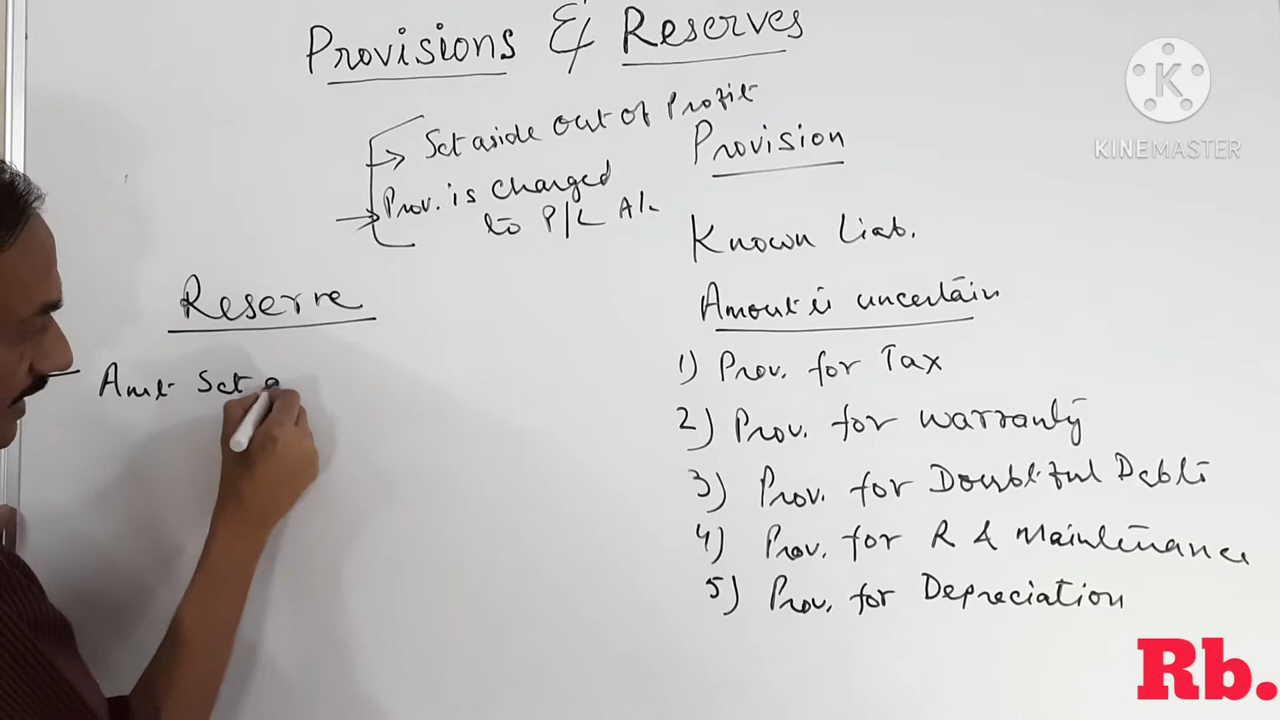 Provisions & Reserves
Set aside out of Profit
Prov. is charged
to P/L A/c
Provision
Known Liab.
Amout is uncertain
1) Prov. for Tax
2) Prov. for warranty
3) Prov. for Doubtful Debts
4) Prov. for R & Maintenance
5) Prov. for Depreciation
Reserve
Amt Set a
K
KINEMASTER
Rb.